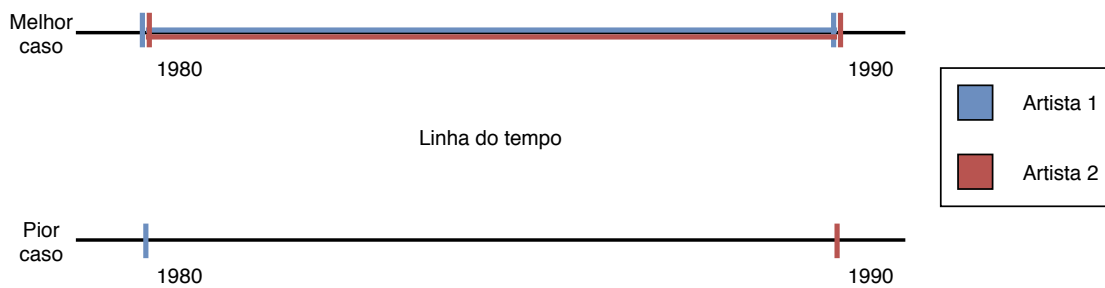 Melhor
caso
1980
1990
Artista 1
Linha do tempo
Artista 2
Pior
caso
1980
1990